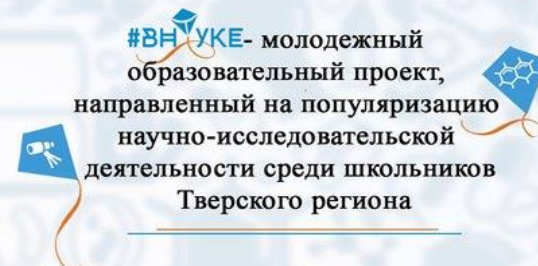 #ВНАУКЕ- молодежный
образовательный проект,
направленный на популяризацию
научно-исследовательской
деятельности среди школьников
Тверского региона